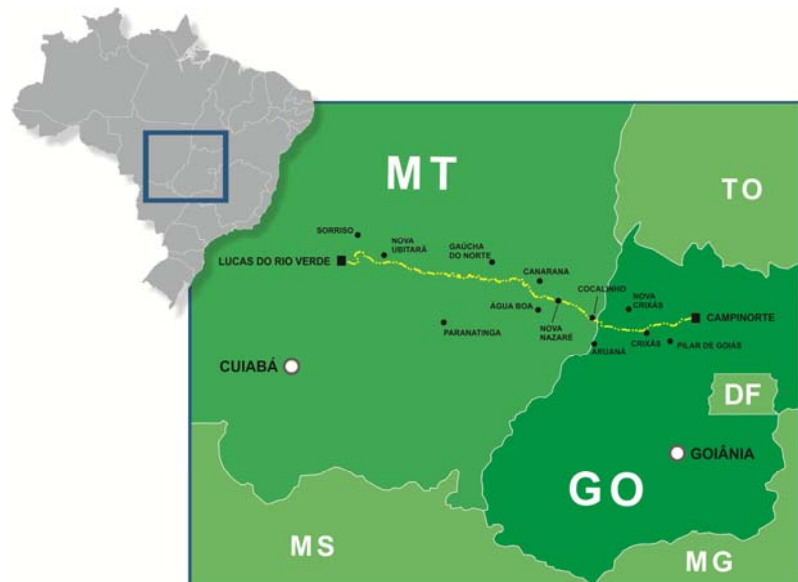 MT
TO
SORRISO
NOVA
UBITARÁ
GAÚCHA
DO NORTE
LUCAS DO RIO VERDE
CANARANA
COCALINHO
NOVA
CRIXÁS
ÁGUA BOA
CAMPINORTE
PARANATINGA
NOVA
NAZARÉ
ARUANÃ
CRIXÁS
PILAR DE GOIÁS
CUIABÁ
DF
GOIÂNIA
GO
MS
MG